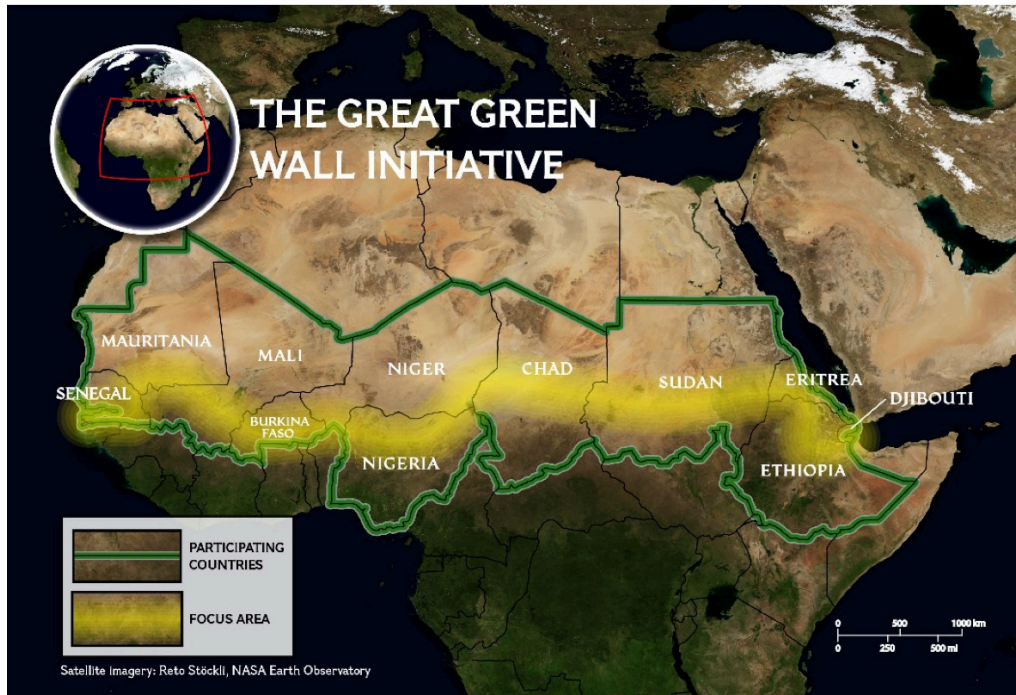 THE GREAT GREEN
WALL INITIATIVE
MAURITANIA
MALI
NIGER
CHAD
SUDAN
ERITREA
DJIBOUTI
SENEGAL
BURKINA
FASO
NIGERIA
ETHIOPIA
PARTICIPATING
COUNTRIES
FOCUS AREA
0 500 1000 km
0 250 500 mi
Satellite imagery: Reto Stöckli, NASA Earth Observatory